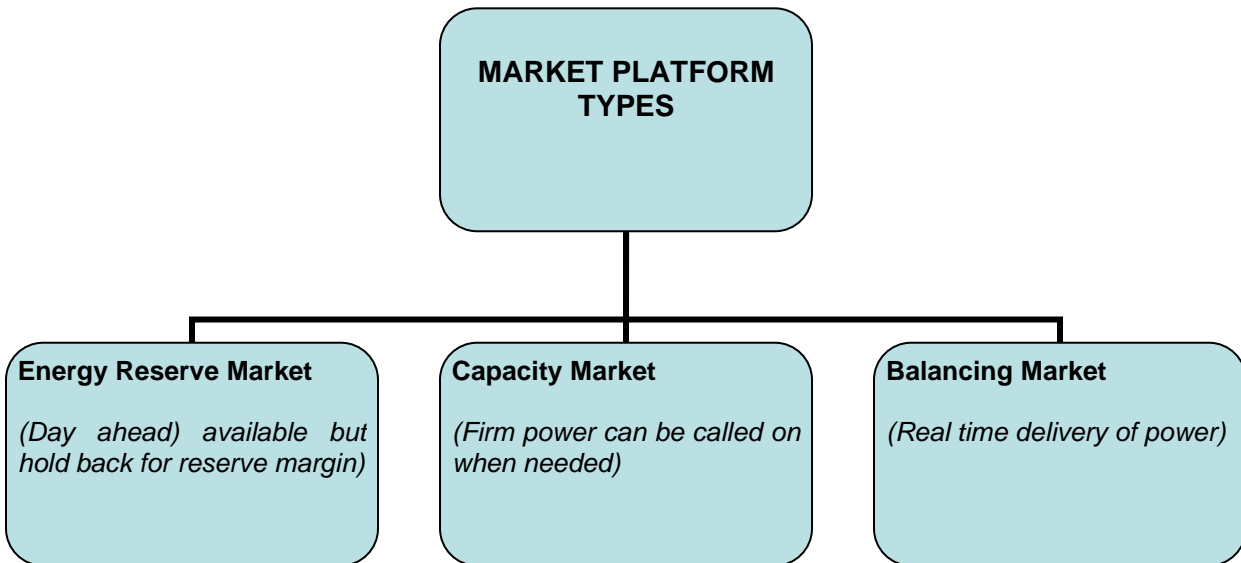 MARKET PLATFORM
TYPES
Energy Reserve Market
(Day ahead) available but
hold back for reserve margin)
Capacity Market
(Firm power can be called on
when needed)
Balancing Market
(Real time delivery of power)